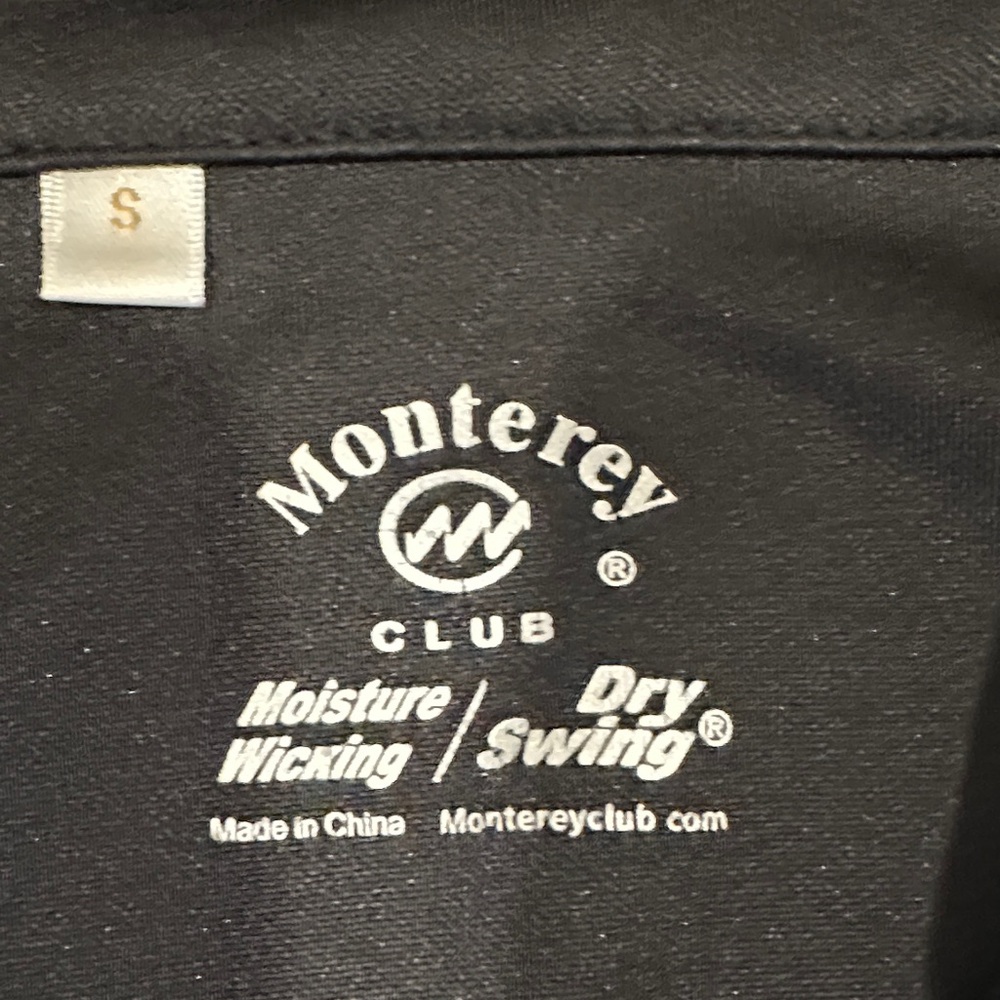 S
Monterey
®
CLUB
Moisture Wicking / Dry Swing®
Made in China Montereyclub com